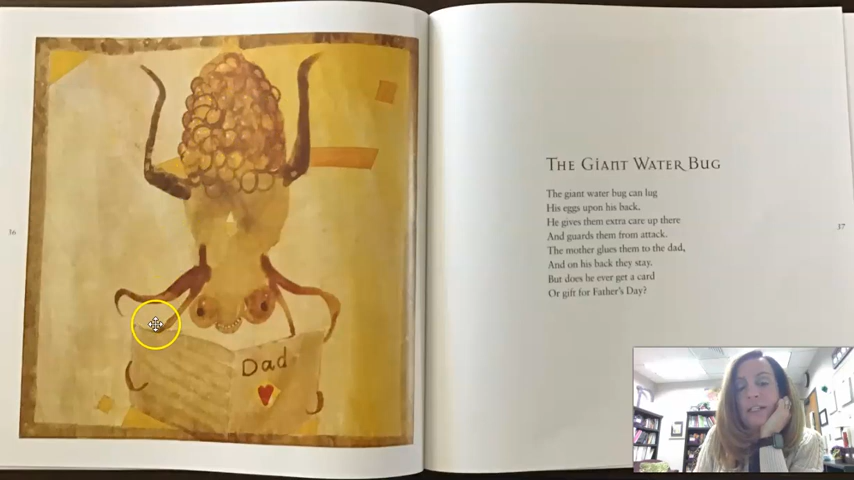 36
Dad
THE GIANT WATER BUG
The giant water bug can lug
His eggs upon his back.
He gives them extra care up there
And guards them from attack.
The mother glues them to the dad,
And on his back they stay.
But does he ever get a card
Or gift for Father's Day?
37